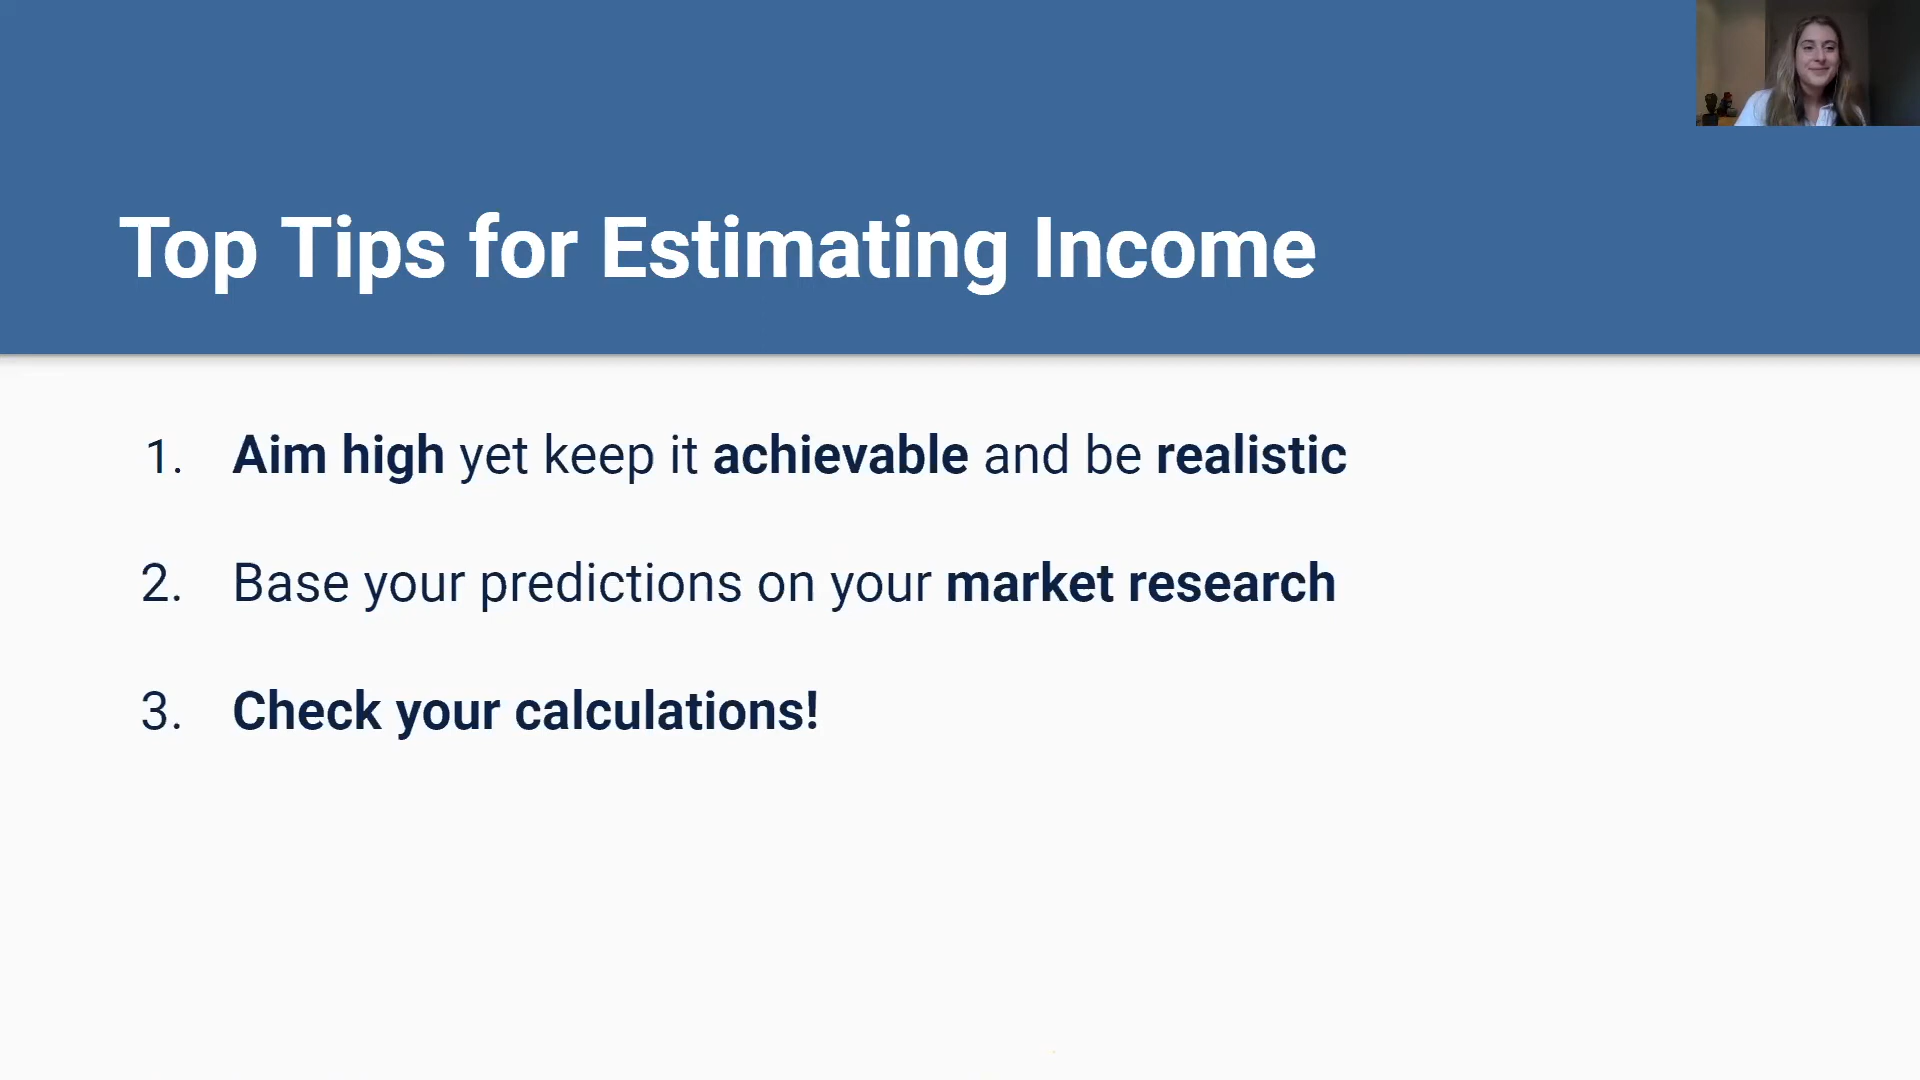 Top Tips for Estimating Income
1. Aim high yet keep it achievable and be realistic
2. Base your predictions on your market research
3. Check your calculations!